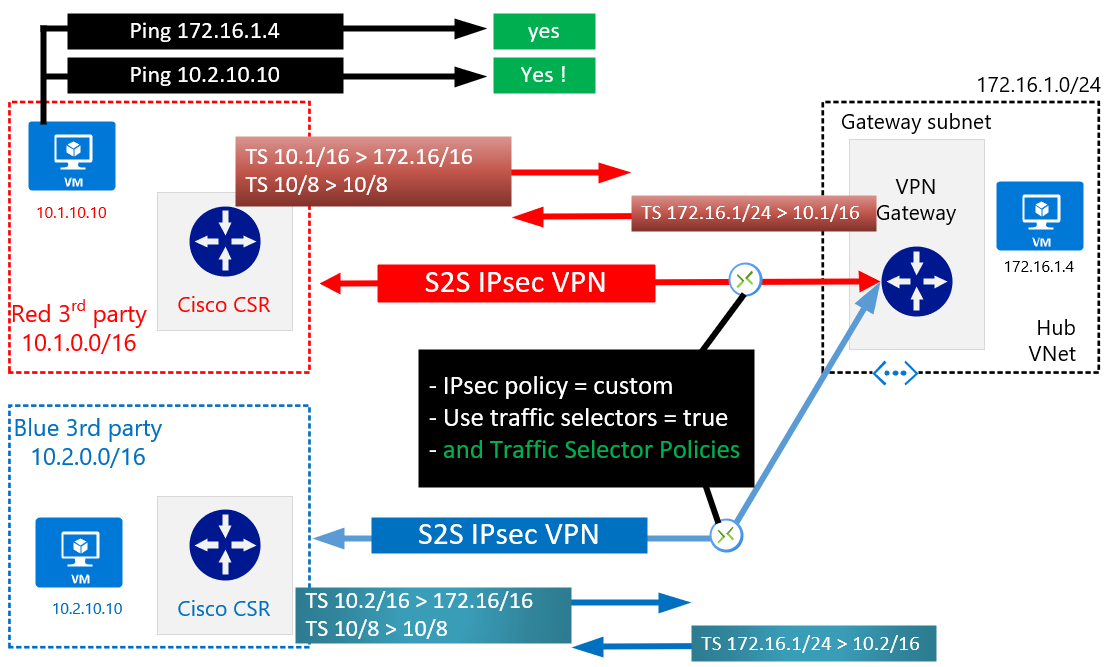 Ping 172.16.1.4
yes
Ping 10.2.10.10
Yes !
172.16.1.0/24
Gateway subnet
VM
10.1.10.10
TS 10.1/16 > 172.16/16
TS 10/8 > 10/8
VPN
Gateway
TS 172.16.1/24 > 10.1/16
VM
172.16.1.4
Cisco CSR
S2S IPsec VPN
Red 3rd party
10.1.0.0/16
Hub
VNet
- IPsec policy = custom
- Use traffic selectors = true
- and Traffic Selector Policies
Blue 3rd party
10.2.0.0/16
VM
10.2.10.10
Cisco CSR
S2S IPsec VPN
TS 10.2/16 > 172.16/16
TS 10/8 > 10/8
TS 172.16.1/24 > 10.2/16